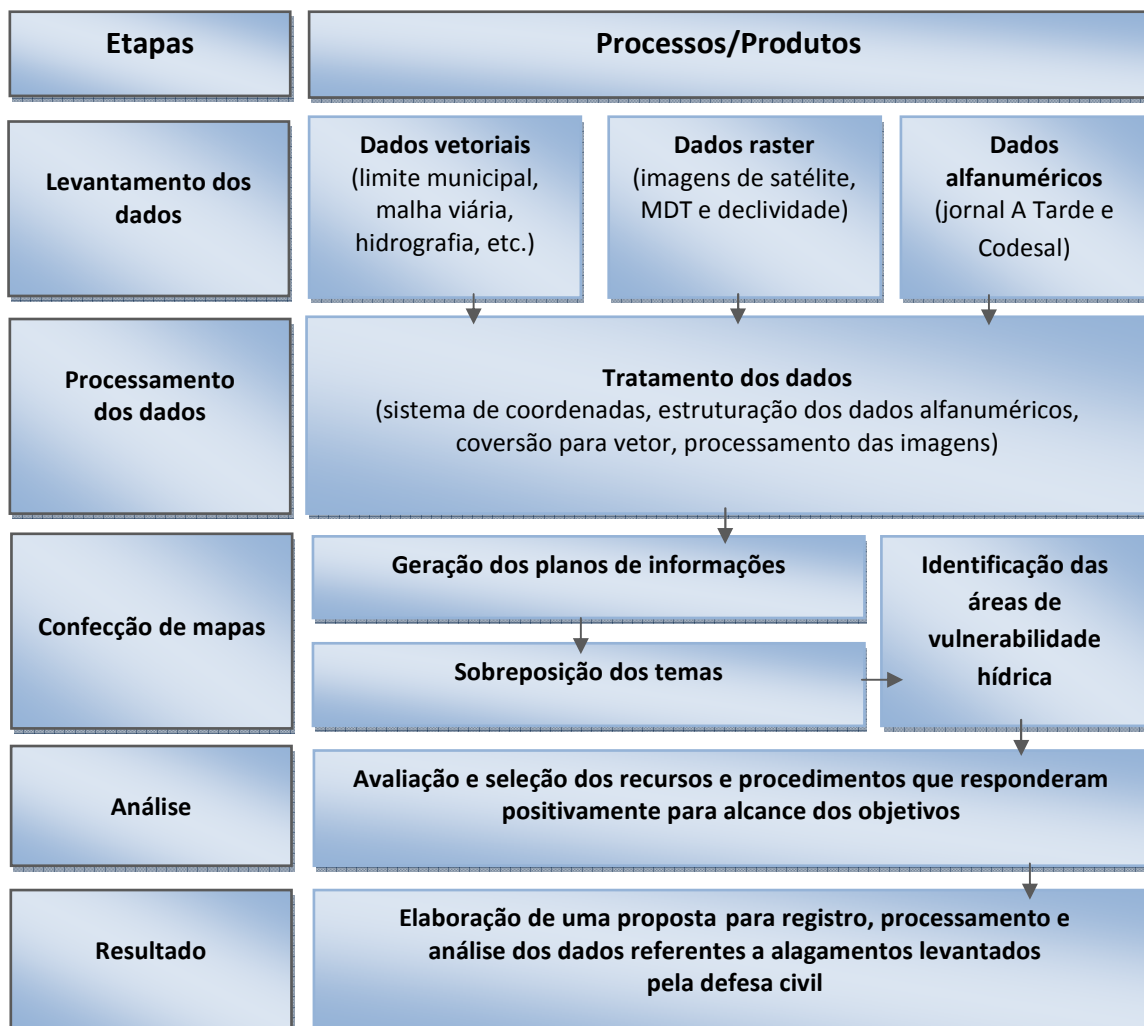 Etapas
Processos/Produtos
Levantamento dos
dados
Dados vetoriais
(limite municipal,
malha viária,
hidrografia, etc.)
Dados raster
(imagens de satélite,
MDT e declividade)
Dados
alfanuméricos
(jornal A Tarde e
Codesal)
Processamento
dos dados
Tratamento dos dados
(sistema de coordenadas, estruturação dos dados alfanuméricos,
coversão para vetor, processamento das imagens)
Confecção de mapas
Geração dos planos de informações
Sobreposição dos temas
Identificação das
áreas de
vulnerabilidade
hídrica
Análise
Avaliação e seleção dos recursos e procedimentos que responderam
positivamente para alcance dos objetivos
Resultado
Elaboração de uma proposta para registro, processamento e
análise dos dados referentes a alagamentos levantados
pela defesa civil